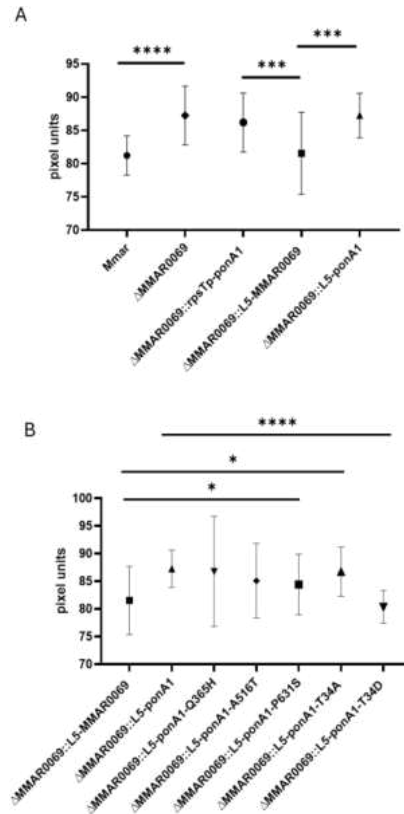 A
****
***
***
95
90
85
80
75
70
pixel units
Mmar
ΔMMAR0069
ΔMMAR0069::rpsTp-ponA1
ΔMMAR0069::L5-MMAR0069
ΔMMAR0069::L5-ponA1
B
****
*
*
100
95
90
85
80
75
70
65
pixel units
ΔMMAR0069::L5-MMAR0069
ΔMMAR0069::L5-ponA1
ΔMMAR0069::L5-ponA1-Q365H
ΔMMAR0069::L5-ponA1-A516T
ΔMMAR0069::L5-ponA1-P631S
ΔMMAR0069::L5-ponA1-T34A
ΔMMAR0069::L5-ponA1-T34D